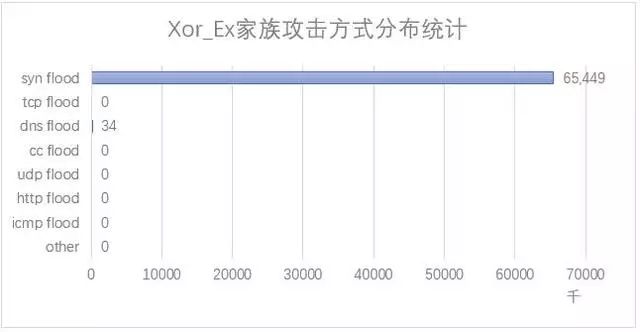 Xor_Ex家族攻击方式分布统计
syn flood 65,449
tcp flood 0
dns flood 34
cc flood 0
udp flood 0
http flood 0
icmp flood 0
other 0
0 10000 20000 30000 40000 50000 60000 70000
千